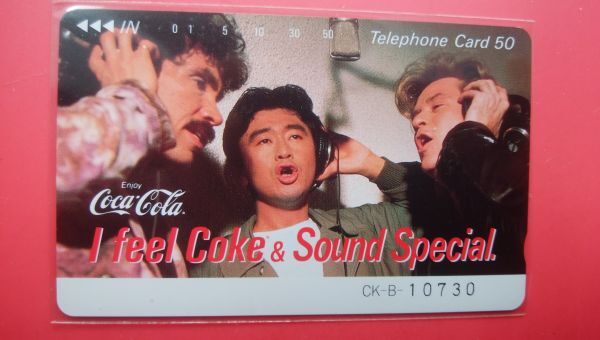 ◀◀◀ IN 0 1 5 10 30 50 Telephone Card 50
Enjoy
Coca-Cola.
I feel Coke & Sound Special.
CK-B-10730